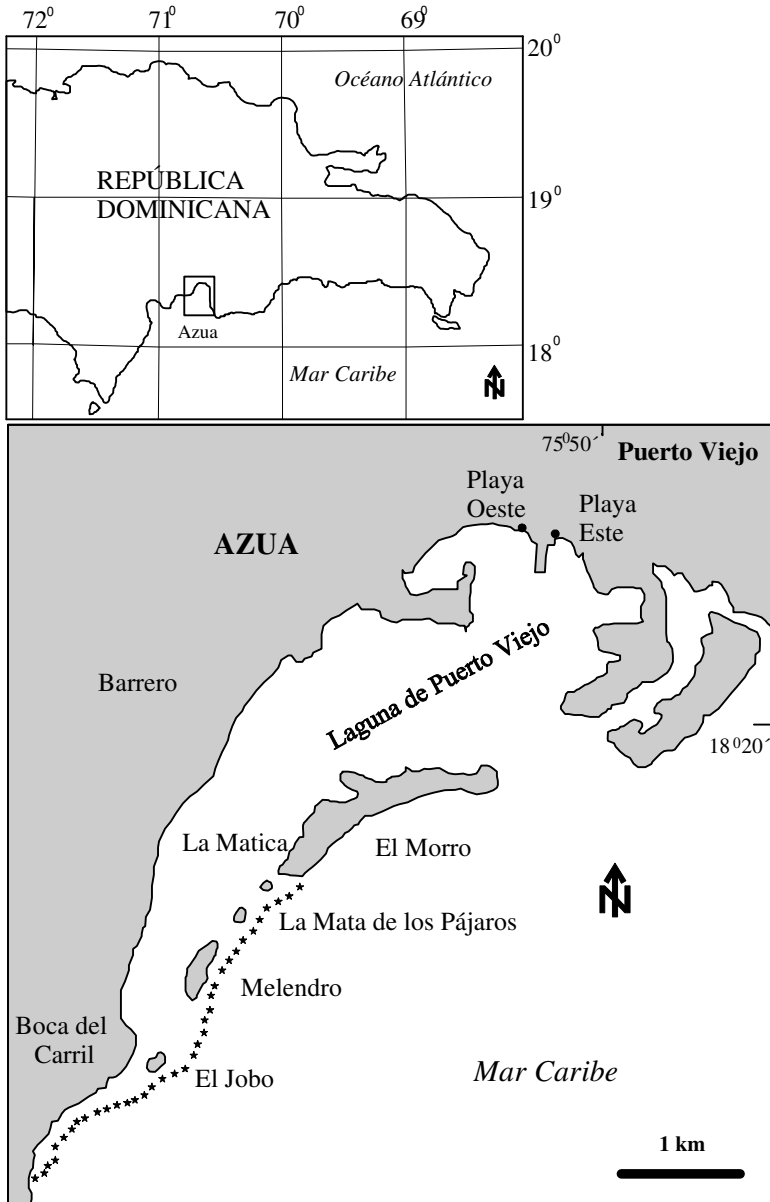 72⁰ 71⁰ 70⁰ 69⁰
20⁰
Océano Atlántico
REPÚBLICA
DOMINICANA
19⁰
Azua
18⁰
Mar Caribe
N
75⁰50´
Puerto Viejo
Playa
Oeste
Playa
Este
AZUA
Laguna de Puerto Viejo
Barrero
18⁰20´
La Matica
El Morro
N
La Mata de los Pájaros
Melendro
Boca del
Carril
El Jobo
Mar Caribe
1 km